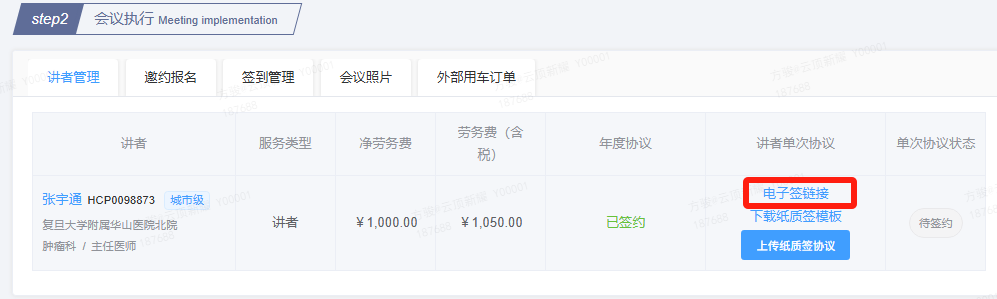 step2 会议执行 Meeting implementation
讲者管理 邀约报名 签到管理 会议照片 外部用车订单
讲者 服务类型 净劳务费 劳务费（含税） 年度协议 讲者单次协议 单次协议状态
张宇通 HCP0098873 城市级
复旦大学附属华山医院北院
肿瘤科 / 主任医师
讲者 ￥1,000.00 ￥1,050.00 已签约
电子签链接
下载纸质签模板
上传纸质签协议
待签约